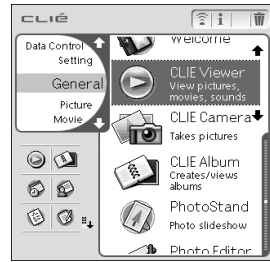 CLIÉ
i
Data Control
Setting
General
Picture
Movie
Welcome
CLIE Viewer
View pictures,
movies, sounds
CLIE Camera
Takes pictures
CLIE Album
Creates/views
albums
PhotoStand
Photo slideshow
Photo Editor